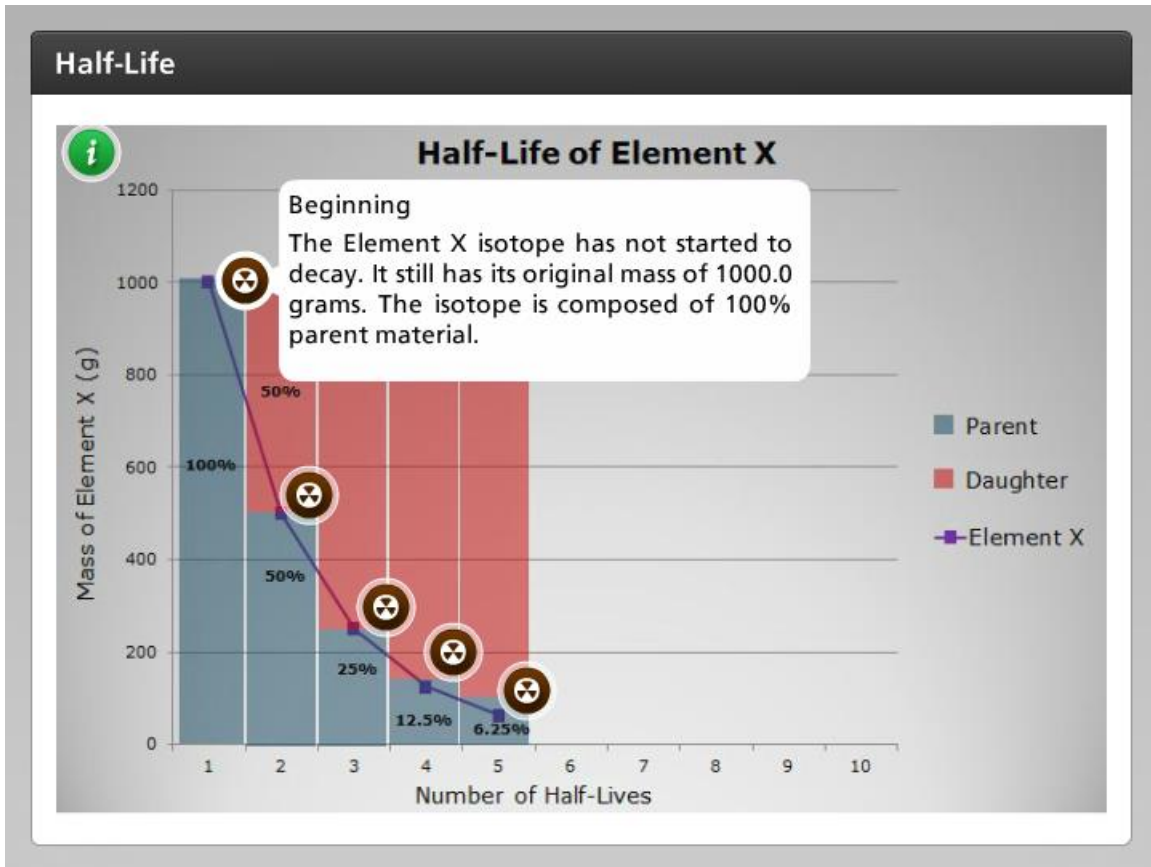 Half-Life
i
Half-Life of Element X
Beginning
The Element X isotope has not started to
decay. It still has its original mass of 1000.0
grams. The isotope is composed of 100%
parent material.
Mass of Element X (g)
1200
1000
800
600
400
200
0
100%
50%
50%
25%
12.5%
6.25%
1 2 3 4 5 6 7 8 9 10
Number of Half-Lives
Parent
Daughter
Element X